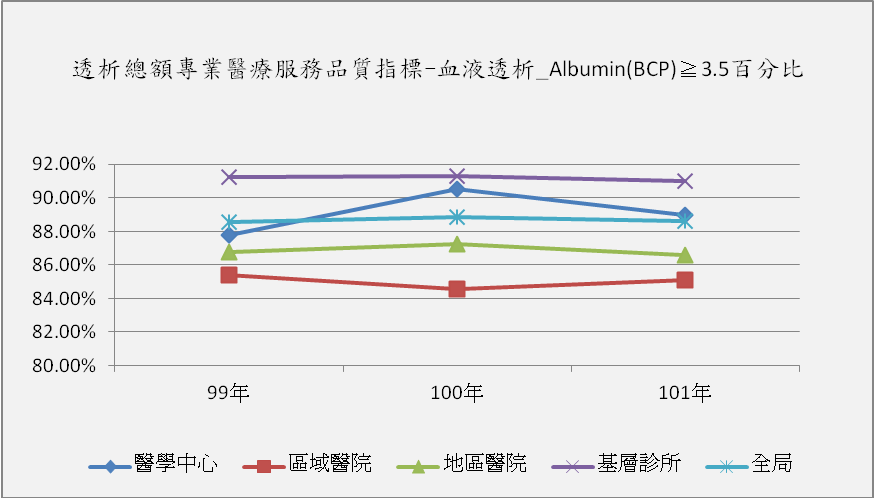 透析總額專業醫療服務品質指標-血液透析_Albumin(BCP)≧3.5百分比
92.00%
90.00%
88.00%
86.00%
84.00%
82.00%
80.00%
99年 100年 101年
醫學中心 區域醫院 地區醫院 基層診所 全局